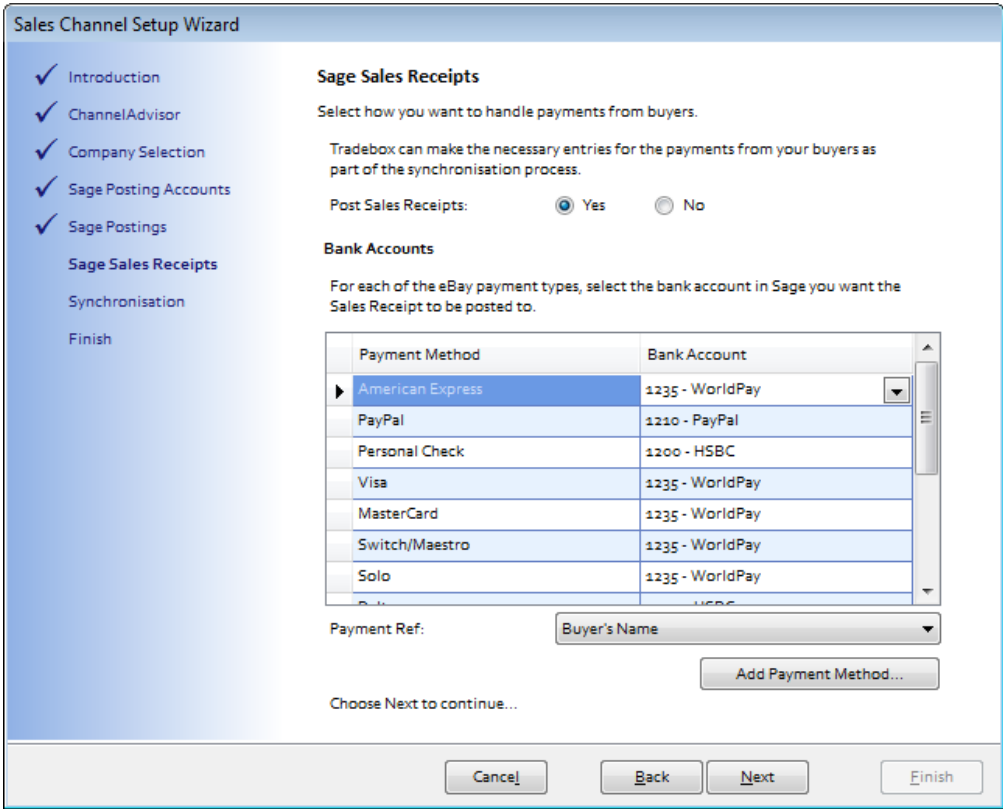 Sales Channel Setup Wizard
Introduction
ChannelAdvisor
Company Selection
Sage Posting Accounts
Sage Postings
Sage Sales Receipts
Synchronisation
Finish
Sage Sales Receipts
Select how you want to handle payments from buyers.
Tradebox can make the necessary entries for the payments from your buyers as
part of the synchronisation process.
Post Sales Receipts: Yes No
Bank Accounts
For each of the eBay payment types, select the bank account in Sage you want the
Sales Receipt to be posted to.
Payment Method Bank Account
American Express 1235 - WorldPay
PayPal 1210 - PayPal
Personal Check 1200 - HSBC
Visa 1235 - WorldPay
MasterCard 1235 - WorldPay
Switch/Maestro 1235 - WorldPay
Solo 1235 - WorldPay
Payment Ref: Buyer's Name
Add Payment Method...
Choose Next to continue...
Cancel Back Next Finish